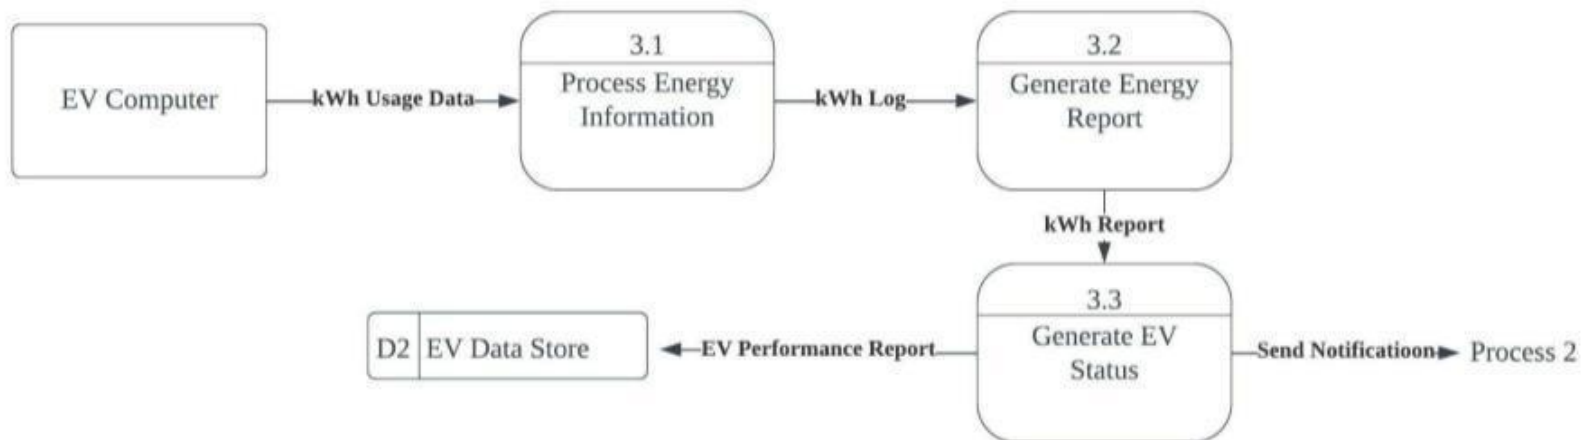 3.1
3.2
EV Computer
kWh Usage Data
Process Energy
Information
kWh Log
Generate Energy
Report
kWh Report
3.3
D2
EV Data Store
EV Performance Report
Generate EV
Status
Send Notificatioon
Process 2